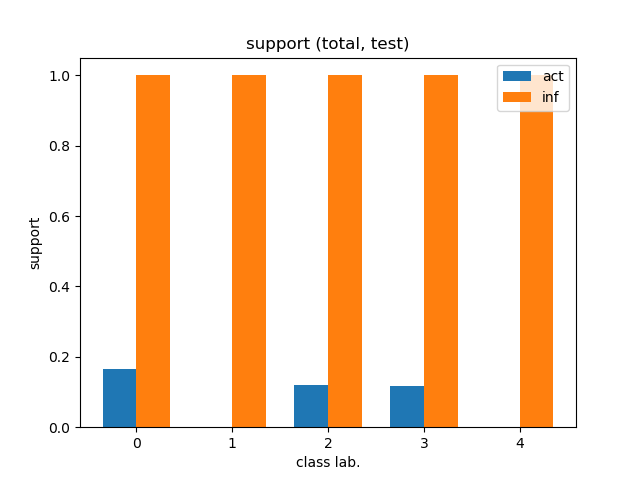 support (total, test)
act
inf
support
1.0
0.8
0.6
0.4
0.2
0.0
0 1 2 3 4
class lab.